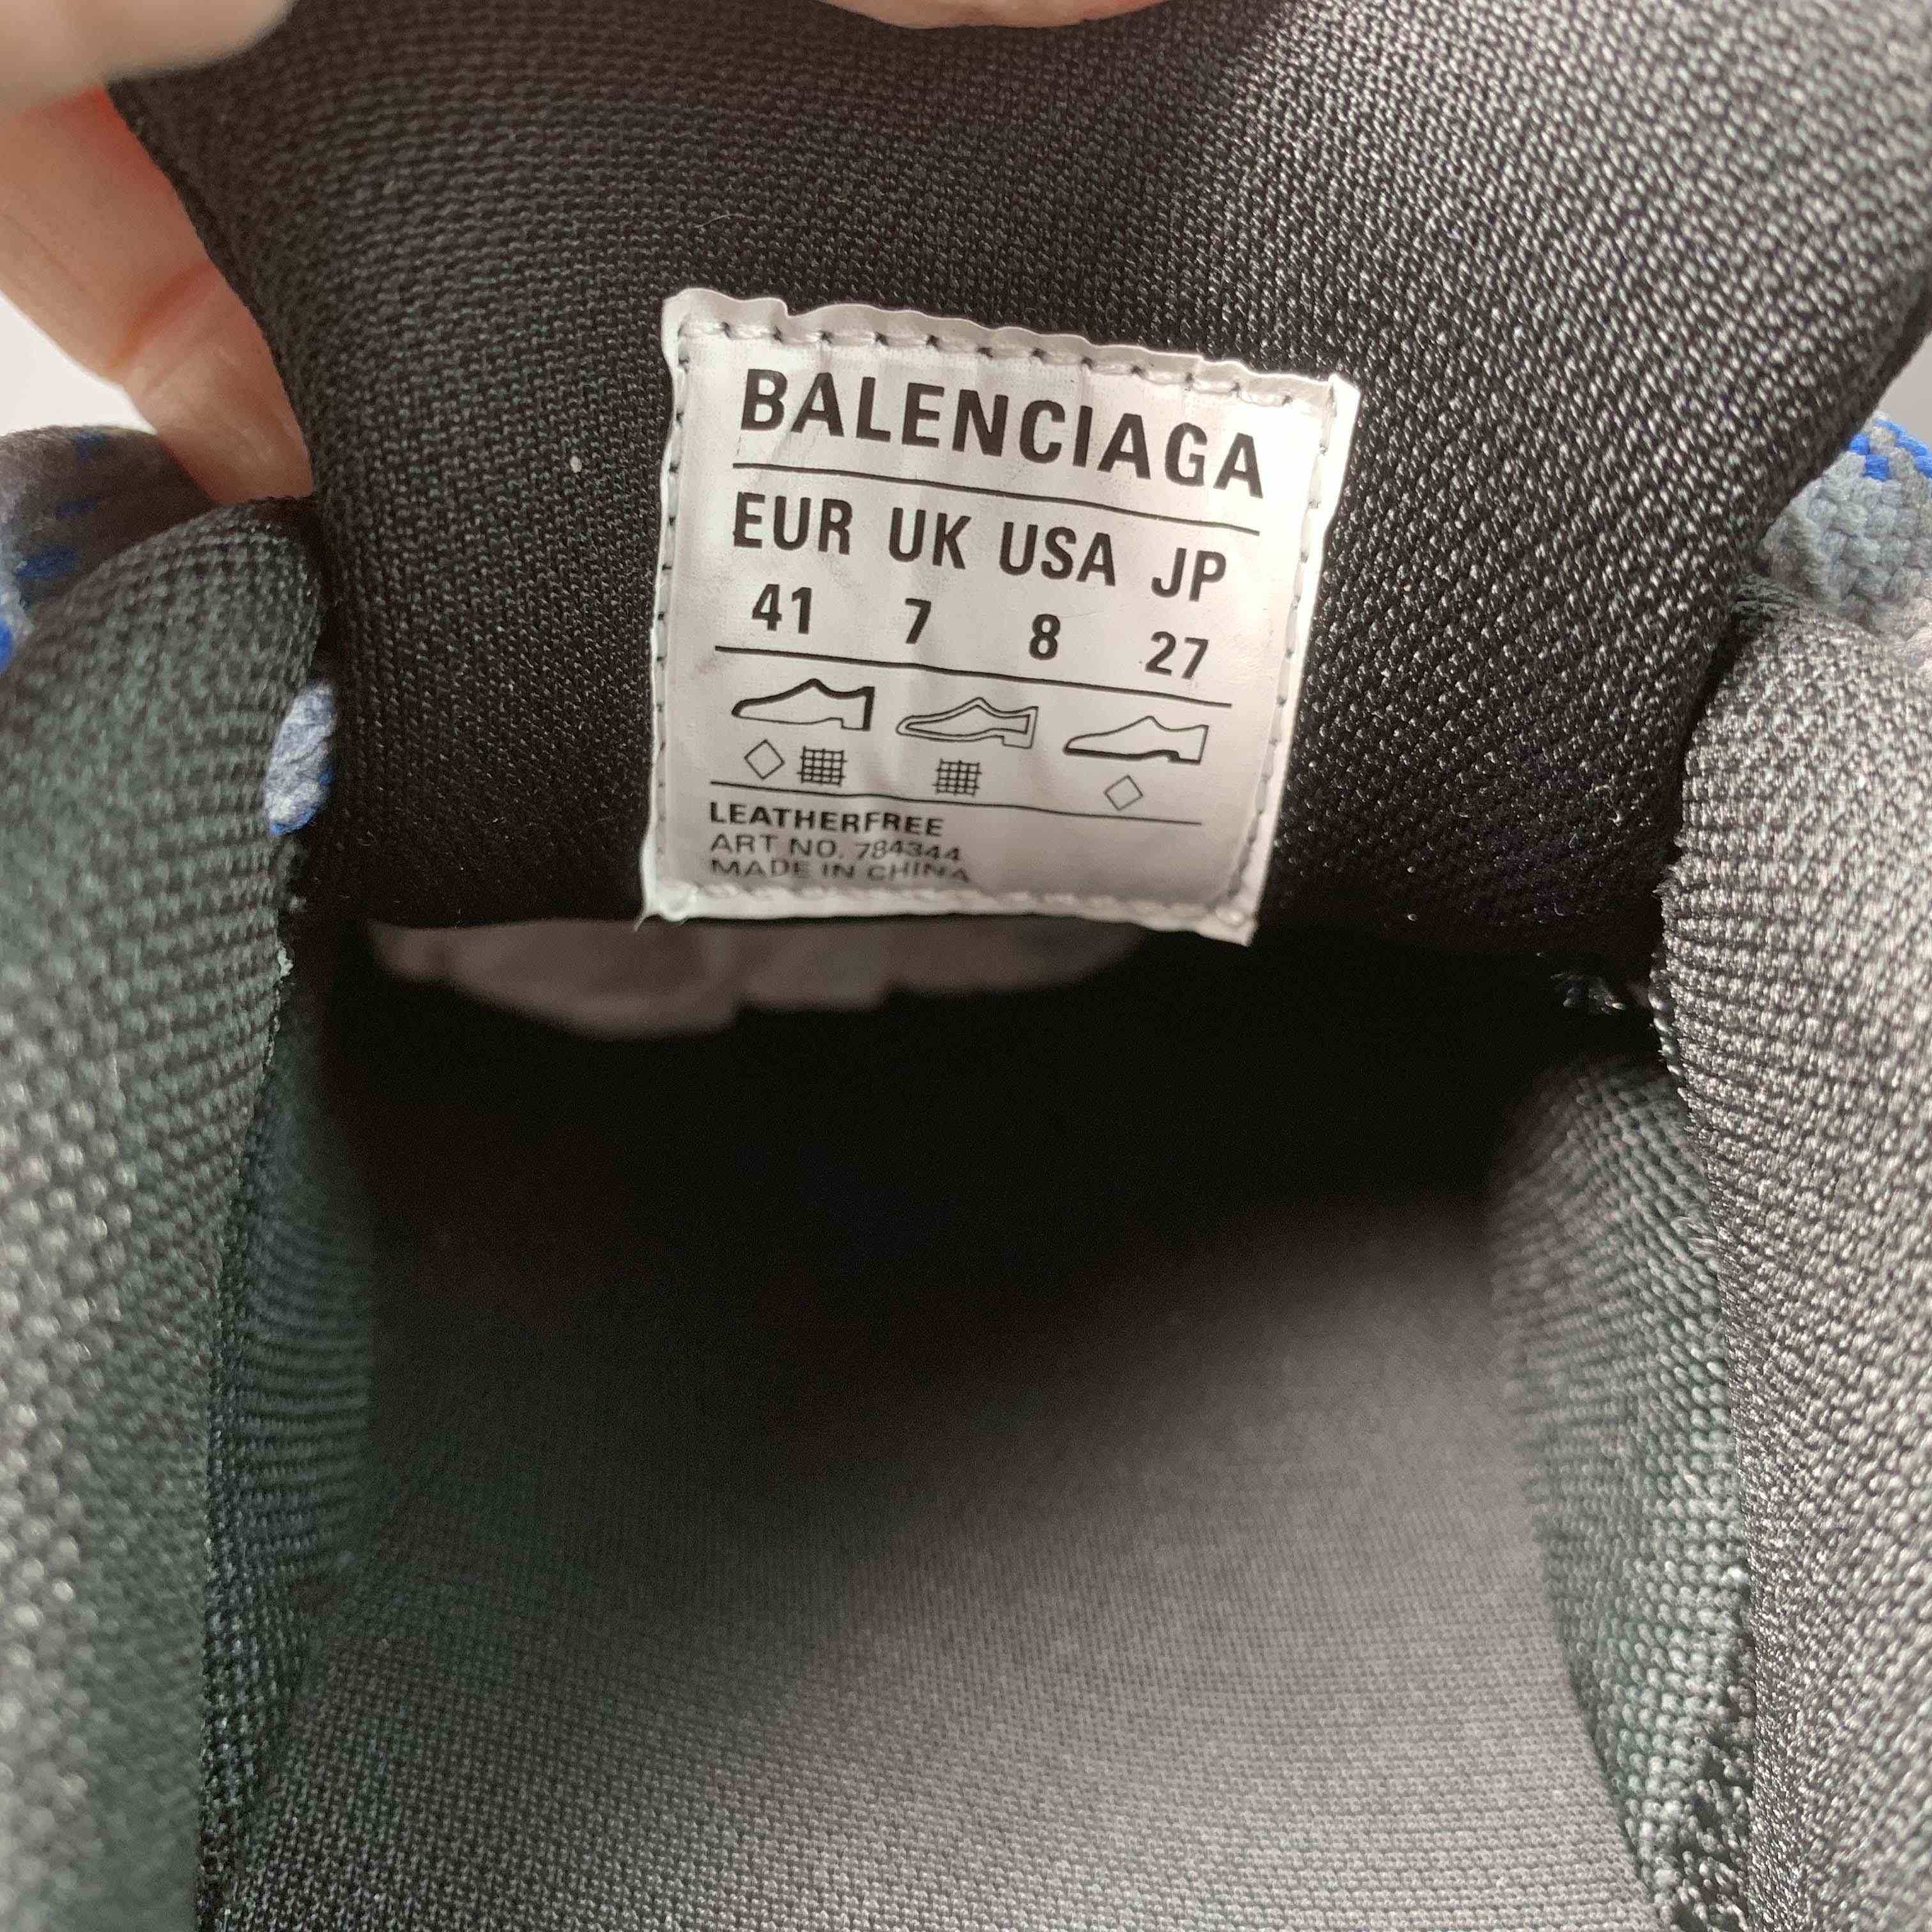 BALENCIAGA
EUR UK USA JP
41 7 8 27
LEATHERFREE
ART NO. 784344
MADE IN CHINA